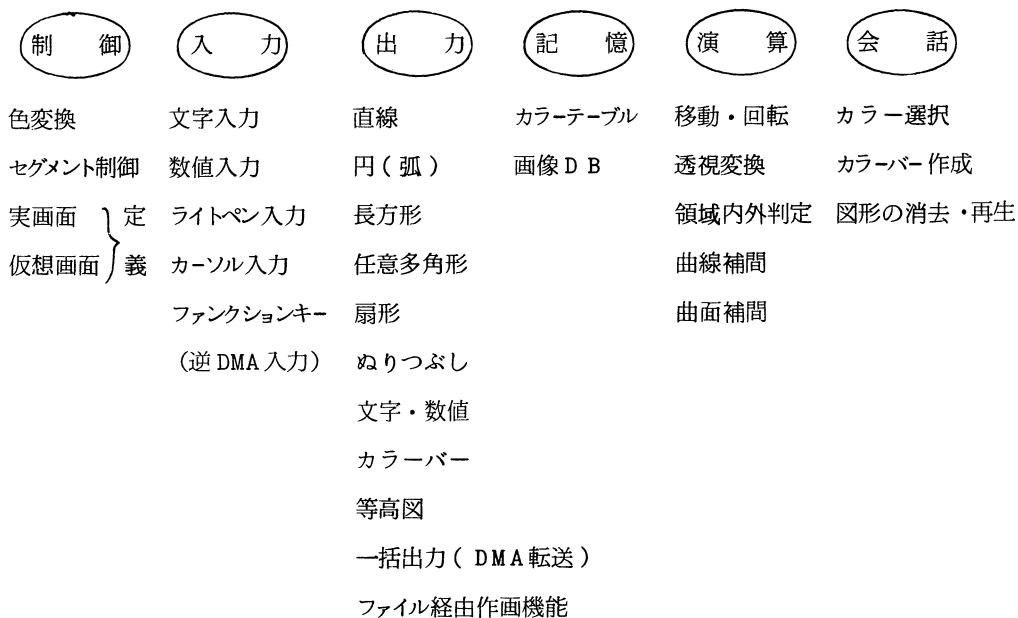 制御 入力 出力 記憶 演算 会話
色変換 文字入力 直線 カラーテーブル 移動・回転 カラー選択
セグメント制御 数値入力 円(弧) 画像DB 透視変換 カラーバー作成
実画面 定 ライトペン入力 長方形 領域内外判定 図形の消去・再生
仮想画面 義 カーソル入力 任意多角形 曲線補間
ファンクションキー 扇形 曲面補間
(逆DMA入力) ぬりつぶし
文字・数値
カラーバー
等高図
一括出力(DMA転送)
ファイル経由作画機能